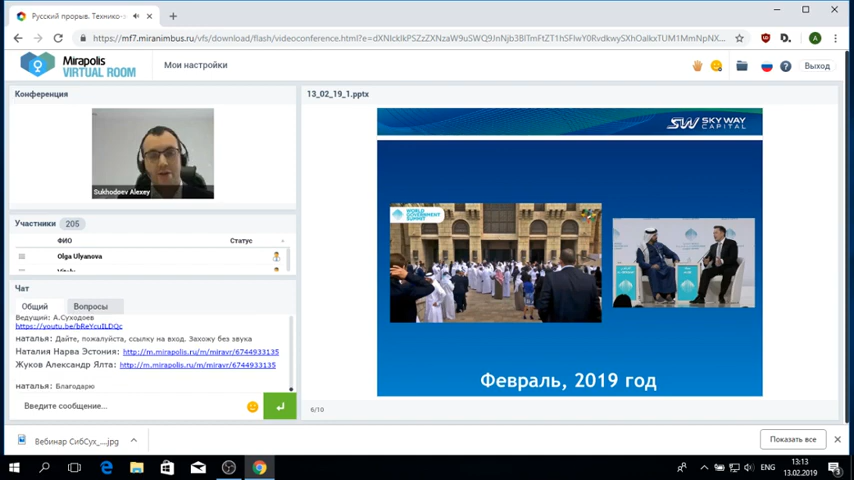 Русский прорыв. Технико-
https://mf7.miranimbus.ru/vfs/download/flash/videoconference.html?e=
Mirapolis
VIRTUAL ROOM
Мои настройки
Выход
Конференция
Sukhodoev Alexey
Участники 205
ФИО Статус
Olga Ulyanova
Чат
Общий Вопросы
Ведущий: А.Суходоев
https://youtu.be/bReYcuILDQc
наталья: Дайте, пожалуйста, ссылку на вход. Захожу без звука
Наталия Нарва Эстония: http://m.mirapolis.ru/m/miravr/6744933135
Жуков Александр Ялта: http://m.mirapolis.ru/m/miravr/6744933135
наталья: Благодарю
Введите сообщение...
13_02_19_1.pptx
SW SKY WAY
CAPITAL
WORLD
GOVERNMENT
SUMMIT
Февраль, 2019 год
6/10
Вебинар СибСух_....jpg
Показать все
ENG
13:13
13.02.2019
3